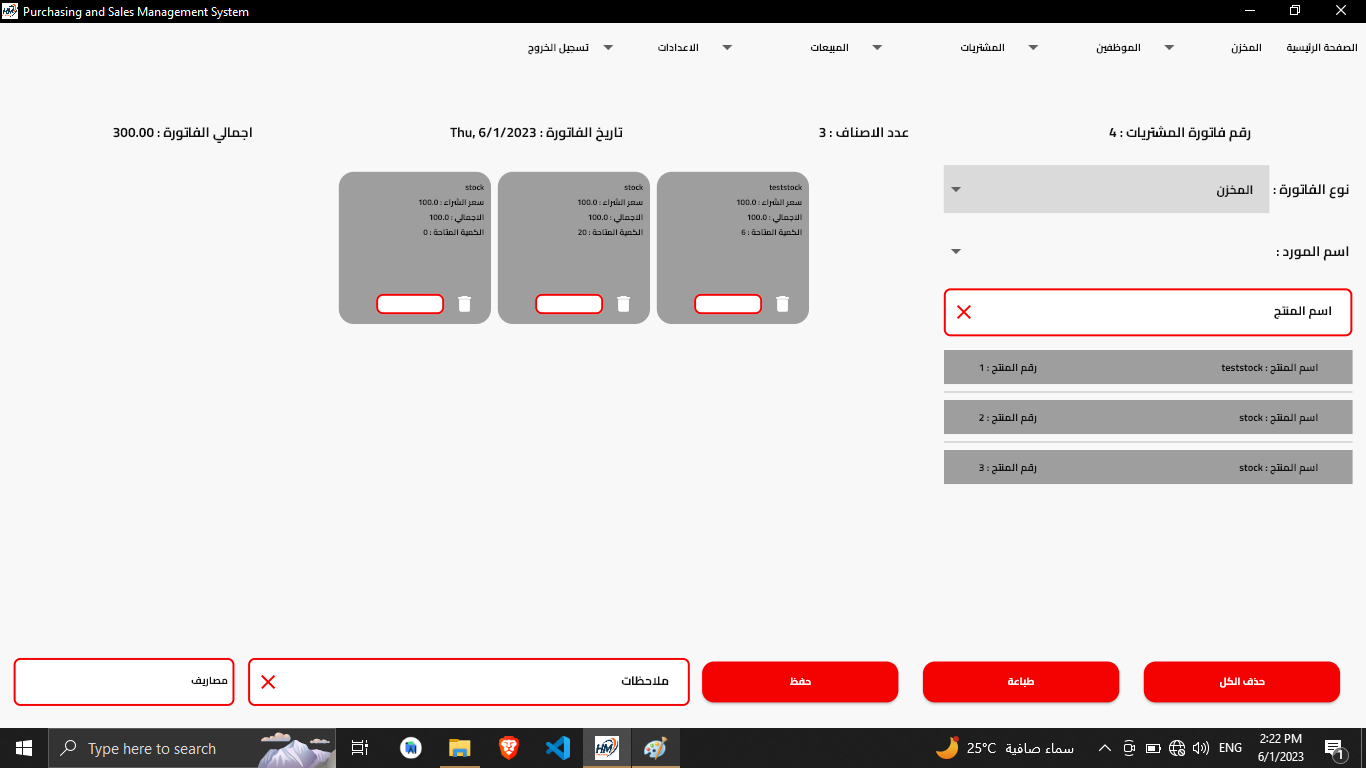 HM Purchasing and Sales Management System
الصفحة الرئيسية
المخزن
الموظفين
المشتريات
المبيعات
الاعدادات
تسجيل الخروج
رقم فاتورة المشتريات : 4
عدد الاصناف : 3
تاريخ الفاتورة : Thu, 6/1/2023
اجمالي الفاتورة : 300.00
نوع الفاتورة :
المخزن
اسم المورد :
اسم المنتج
اسم المنتج : teststock
رقم المنتج : 1
اسم المنتج : stock
رقم المنتج : 2
اسم المنتج : stock
رقم المنتج : 3
teststock
سعر الشراء : 100.0
الاجمالي : 100.0
الكمية المتاحة : 6
stock
سعر الشراء : 100.0
الاجمالي : 100.0
الكمية المتاحة : 20
stock
سعر الشراء : 100.0
الاجمالي : 100.0
الكمية المتاحة : 0
حذف الكل
طباعة
حفظ
ملاحظات
مصاريف
Type here to search
HM
25°C سماء صافية
ENG
2:22 PM
6/1/2023
1